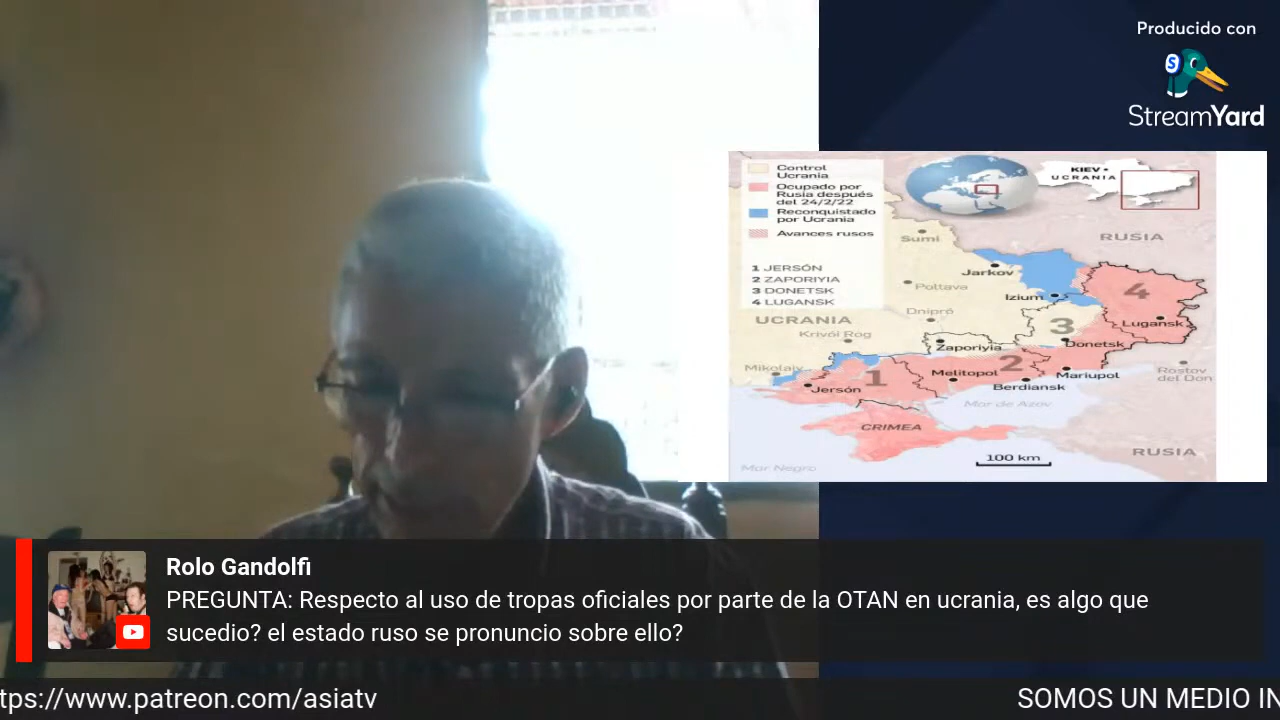 Producido con
StreamYard
Control
Ucrania
Ocupado por
Rusia después
del 24/2/22
Reconquistado
por Ucrania
Avances rusos
1 JERSÓN
2 ZAPORIYIA
3 DONETSK
4 LUGANSK
KIEV
UCRANIA
RUSIA
Sumi
Jarkov
Poltava
Izium
4
Dnipró
UCRANIA
3
Lugansk
Krivói Rog
Zaporiyia
Donetsk
Mikolaiv
2
Melitopol
Mariupol
Rostov
del Don
1
Jersón
Berdiansk
Mar de Azov
CRIMEA
RUSIA
100 km
Mar Negro
Rolo Gandolfi
PREGUNTA: Respecto al uso de tropas oficiales por parte de la OTAN en ucrania, es algo que
sucedio? el estado ruso se pronuncio sobre ello?
tps://www.patreon.com/asiatv
SOMOS UN MEDIO IN